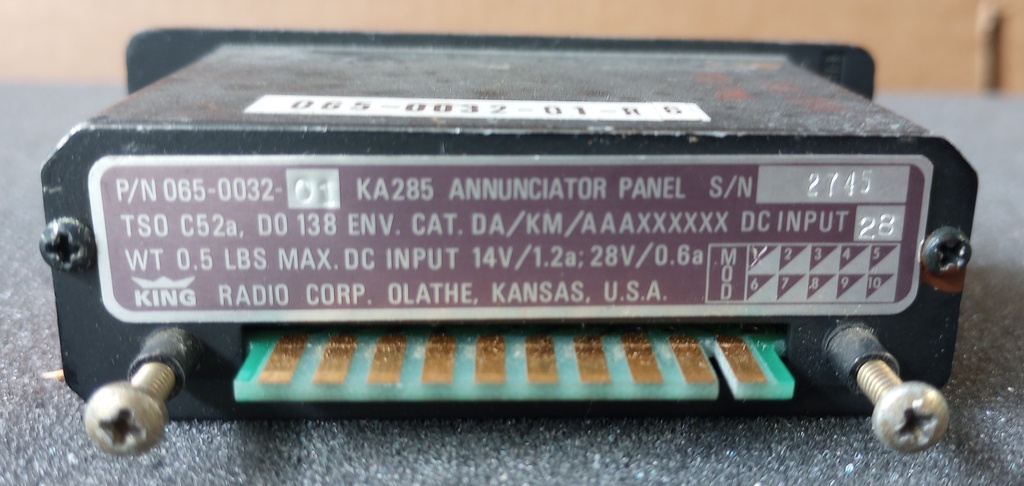 065-0032-01-R 6
P/N 065-0032-01 KA285 ANNUNCIATOR PANEL S/N 2745
TSO C52a, DO 138 ENV. CAT. DA/KM/AAAXXXXXX DC INPUT 28
WT 0.5 LBS MAX. DC INPUT 14V/1.2a; 28V/0.6a
KING RADIO CORP. OLATHE, KANSAS, U.S.A.
MOD
1 2 3 4 5
6 7 8 9 10